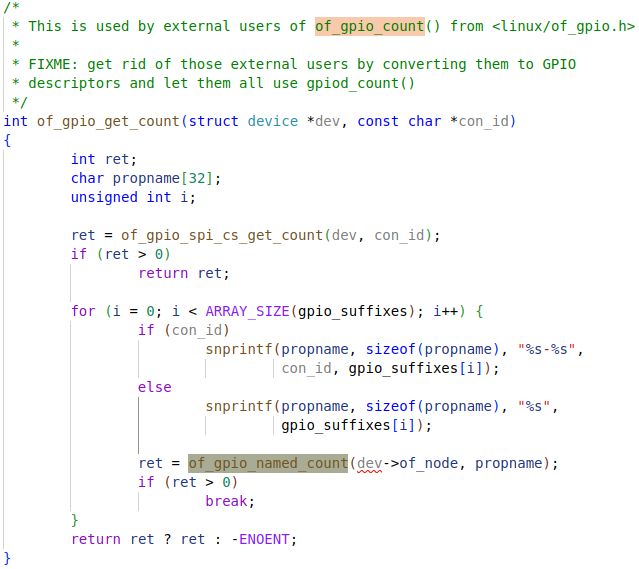 /*
 * This is used by external users of of_gpio_count() from <linux/of_gpio.h>
 *
 * FIXME: get rid of those external users by converting them to GPIO
 * descriptors and let them all use gpiod_count()
 */
int of_gpio_get_count(struct device *dev, const char *con_id)
{
        int ret;
        char propname[32];
        unsigned int i;

        ret = of_gpio_spi_cs_get_count(dev, con_id);
        if (ret > 0)
                return ret;

        for (i = 0; i < ARRAY_SIZE(gpio_suffixes); i++) {
                if (con_id)
                        snprintf(propname, sizeof(propname), "%s-%s",
                                 con_id, gpio_suffixes[i]);
                else
                        snprintf(propname, sizeof(propname), "%s",
                                 gpio_suffixes[i]);

                ret = of_gpio_named_count(dev->of_node, propname);
                if (ret > 0)
                        break;
        }
        return ret ? ret : -ENOENT;
}